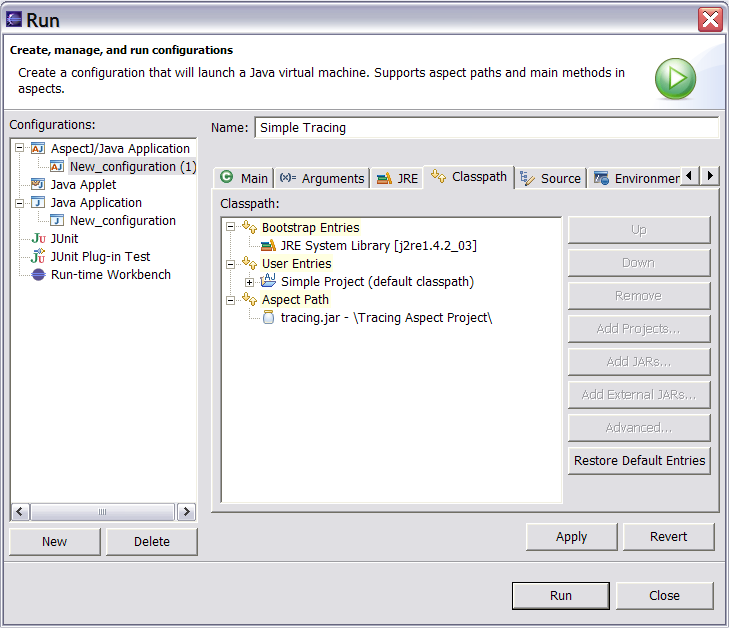 Run
Create, manage, and run configurations
Create a configuration that will launch a Java virtual machine. Supports aspect paths and main methods in
aspects.
Configurations:
AspectJ/Java Application
New_configuration (1)
Java Applet
Java Application
New_configuration
JUnit
JUnit Plug-in Test
Run-time Workbench
New
Delete
Name: Simple Tracing
Main
Arguments
JRE
Classpath
Source
Environmer
Classpath:
Bootstrap Entries
JRE System Library [j2re1.4.2_03]
User Entries
Simple Project (default classpath)
Aspect Path
tracing.jar - \Tracing Aspect Project\
Up
Down
Remove
Add Projects...
Add JARs...
Add External JARs...
Advanced...
Restore Default Entries
Apply
Revert
Run
Close